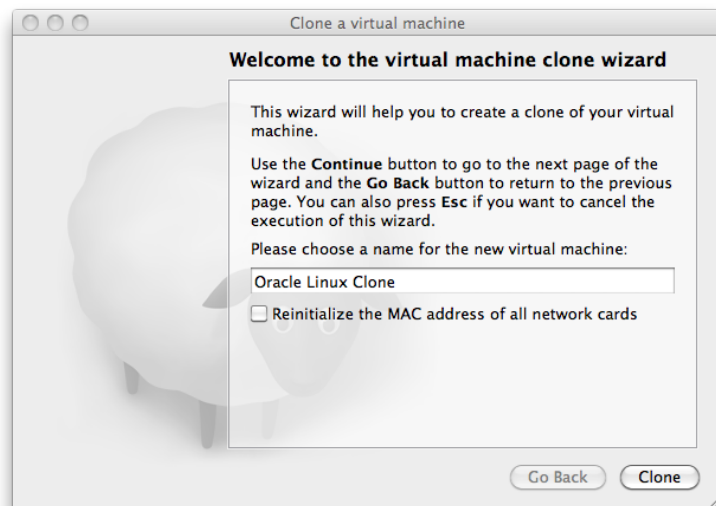 Clone a virtual machine
Welcome to the virtual machine clone wizard
This wizard will help you to create a clone of your virtual
machine.
Use the Continue button to go to the next page of the
wizard and the Go Back button to return to the previous
page. You can also press Esc if you want to cancel the
execution of this wizard.
Please choose a name for the new virtual machine:
Oracle Linux Clone
Reinitialize the MAC address of all network cards
Go Back
Clone